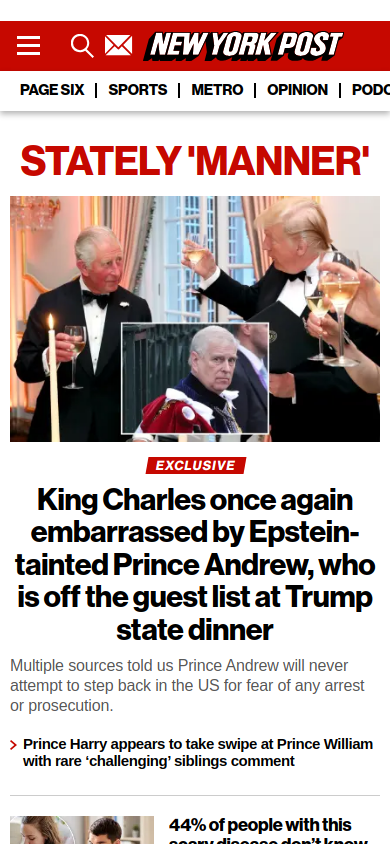 NEW YORK POST
PAGE SIX
SPORTS
METRO
OPINION
PODC
STATELY 'MANNER'
EXCLUSIVE
King Charles once again
embarrassed by Epstein-
tainted Prince Andrew, who
is off the guest list at Trump
state dinner
Multiple sources told us Prince Andrew will never
attempt to step back in the US for fear of any arrest
or prosecution.
Prince Harry appears to take swipe at Prince William
with rare ‘challenging’ siblings comment
44% of people with this
scary disease don't know